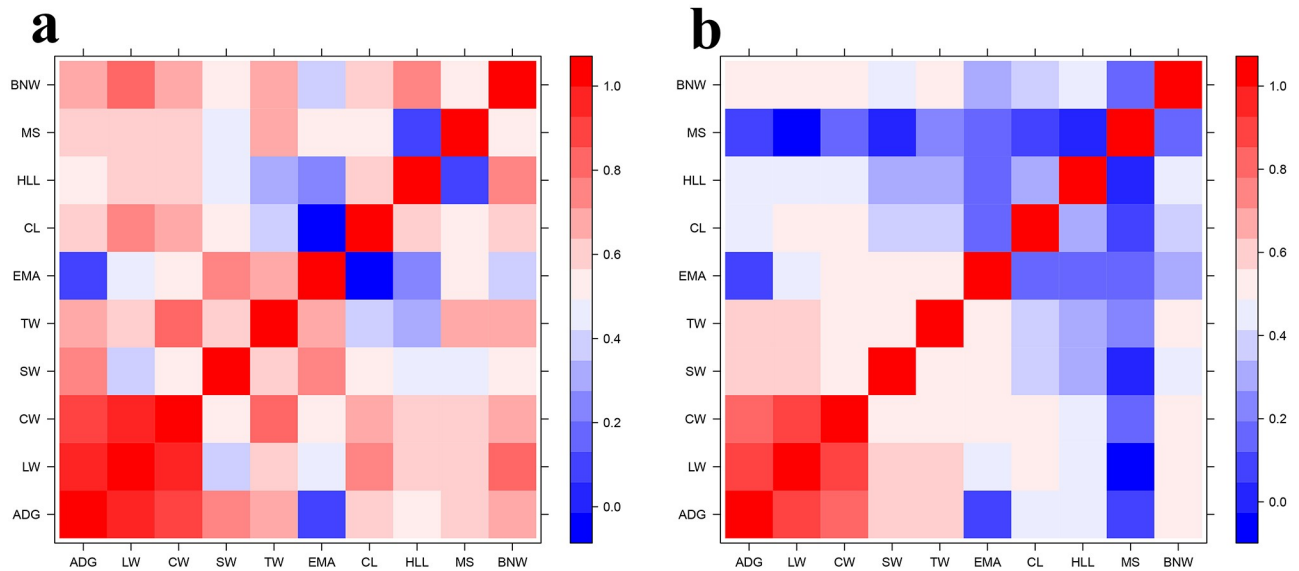 a
BNW
MS
HLL
CL
EMA
TW
SW
CW
LW
ADG
ADG LW CW SW TW EMA CL HLL MS BNW
1.0
0.8
0.6
0.4
0.2
0.0
b
BNW
MS
HLL
CL
EMA
TW
SW
CW
LW
ADG
ADG LW CW SW TW EMA CL HLL MS BNW
1.0
0.8
0.6
0.4
0.2
0.0